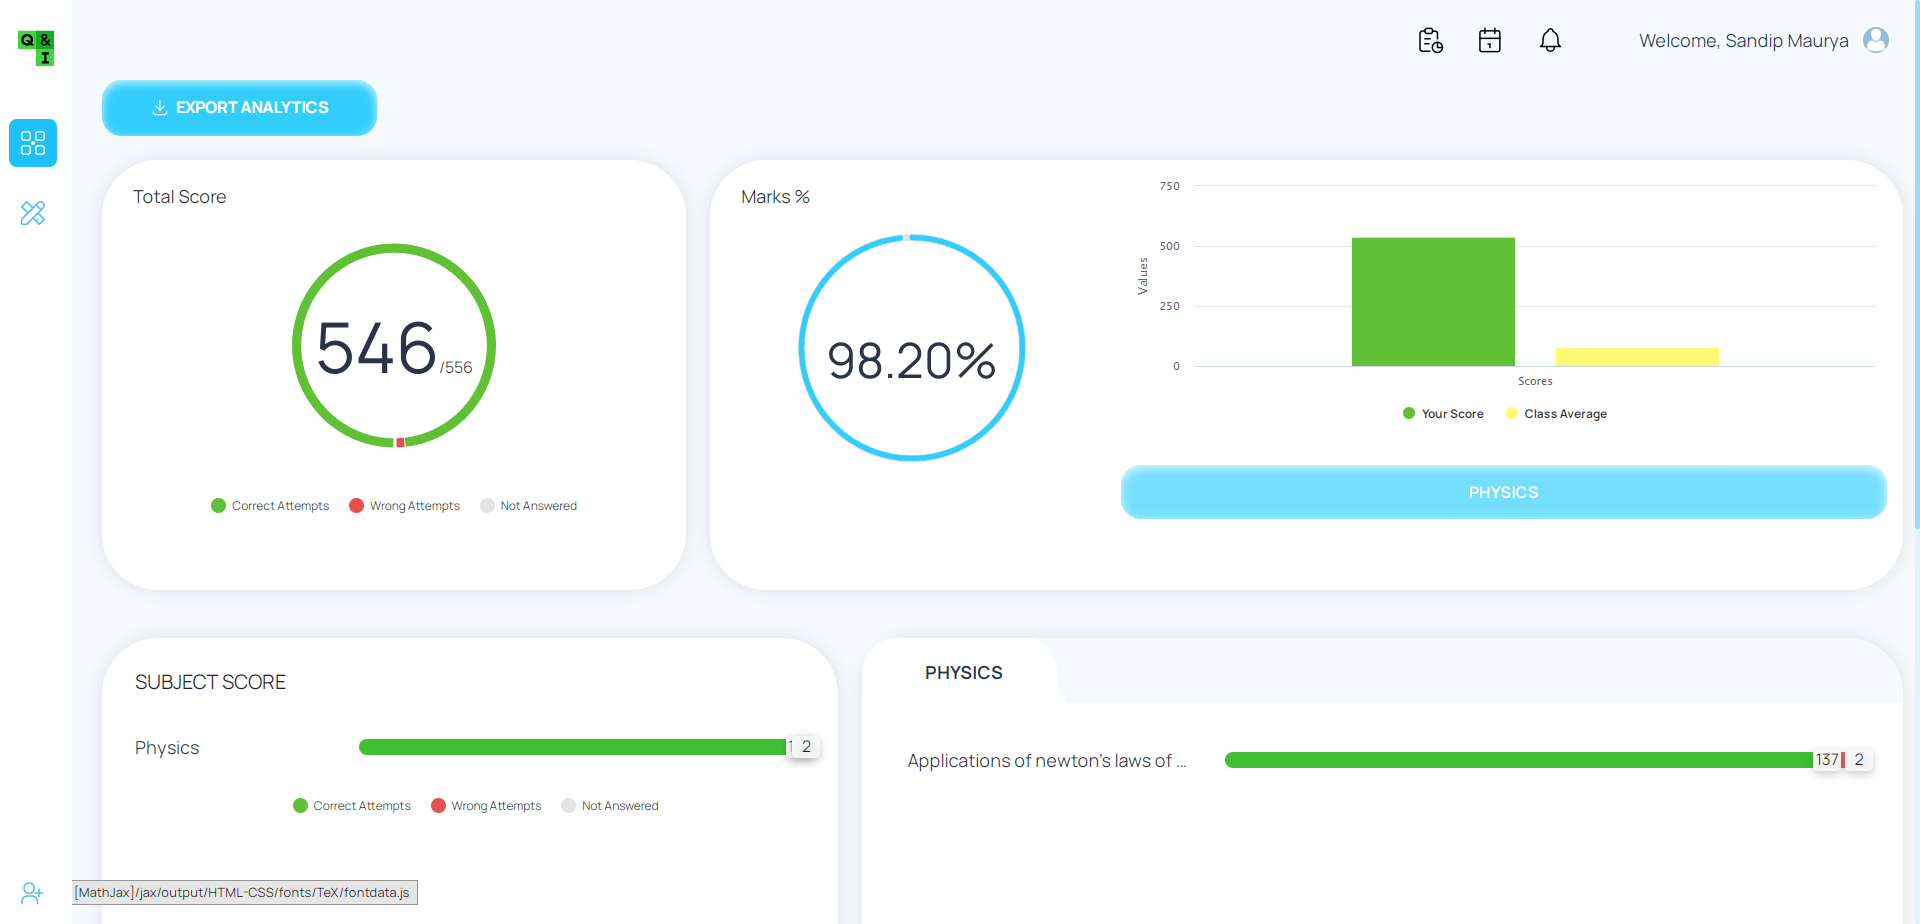 Q &
I
Welcome, Sandip Maurya
EXPORT ANALYTICS
Total Score
546 /556
Correct Attempts
Wrong Attempts
Not Answered
Marks %
98.20%
750
500
250
0
Values
Scores
Your Score
Class Average
PHYSICS
SUBJECT SCORE
Physics
2
Correct Attempts
Wrong Attempts
Not Answered
PHYSICS
Applications of newton's laws of ...
137
2
[MathJax]/jax/output/HTML-CSS/fonts/TeX/fontdata.js